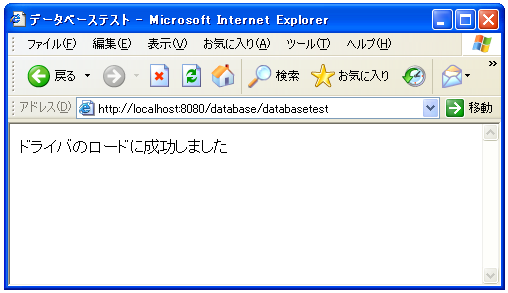 データベーステスト - Microsoft Internet Explorer
ファイル(F) 編集(E) 表示(V) お気に入り(A) ツール(T) ヘルプ(H)
戻る 検索 お気に入り »
アドレス(D) http://localhost:8080/database/databasetest 移動
ドライバのロードに成功しました